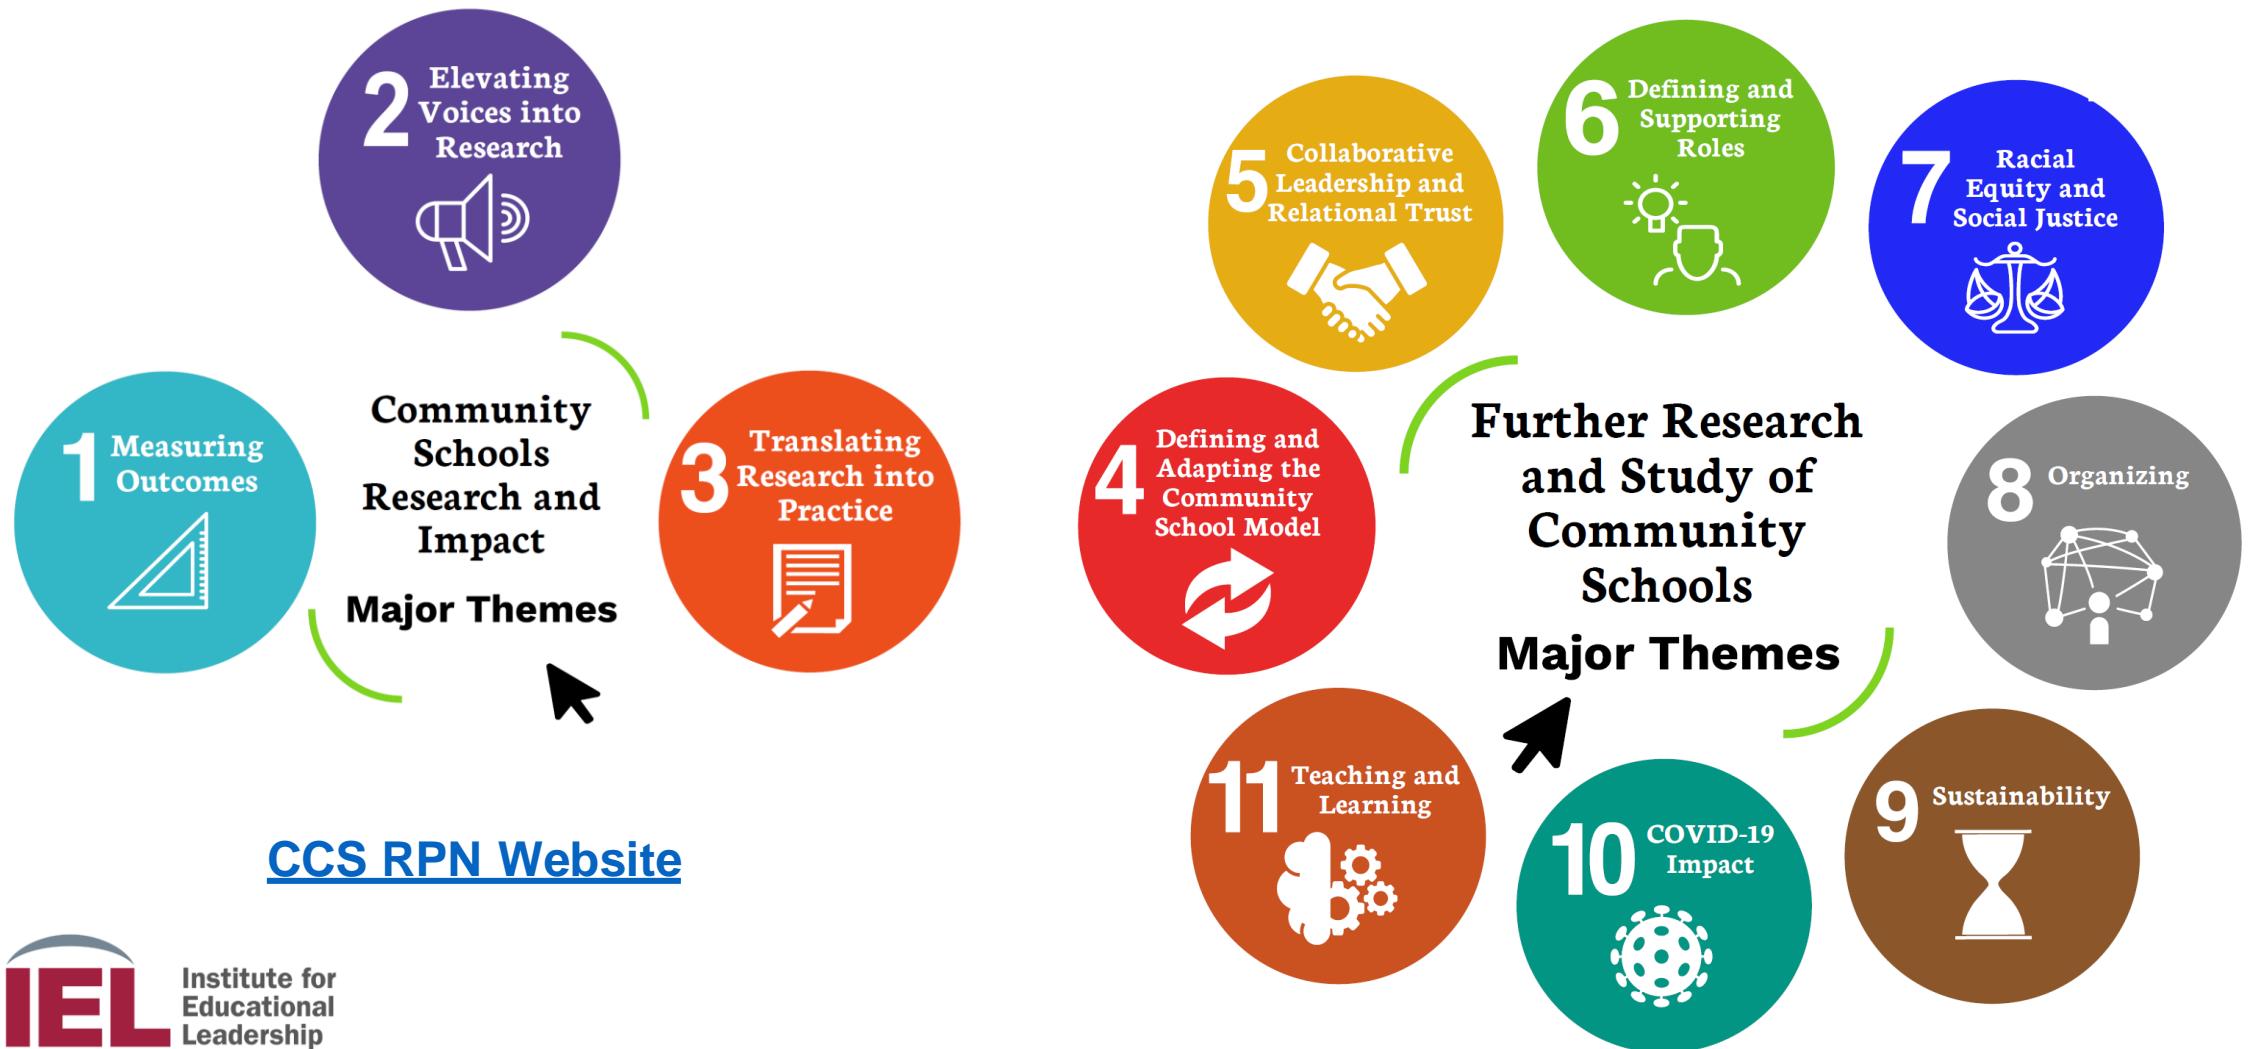 2
Elevating
Voices into
Research
1
Measuring
Outcomes
Community
Schools
Research and
Impact
Major Themes
3
Translating
Research into
Practice
CCS RPN Website
IEL
Institute for
Educational
Leadership
5
Collaborative
Leadership and
Relational Trust
6
Defining and
Supporting
Roles
7
Racial
Equity and
Social Justice
4
Defining and
Adapting the
Community
School Model
Further Research
and Study of
Community
Schools
Major Themes
8
Organizing
11
Teaching and
Learning
10
COVID-19
Impact
9
Sustainability